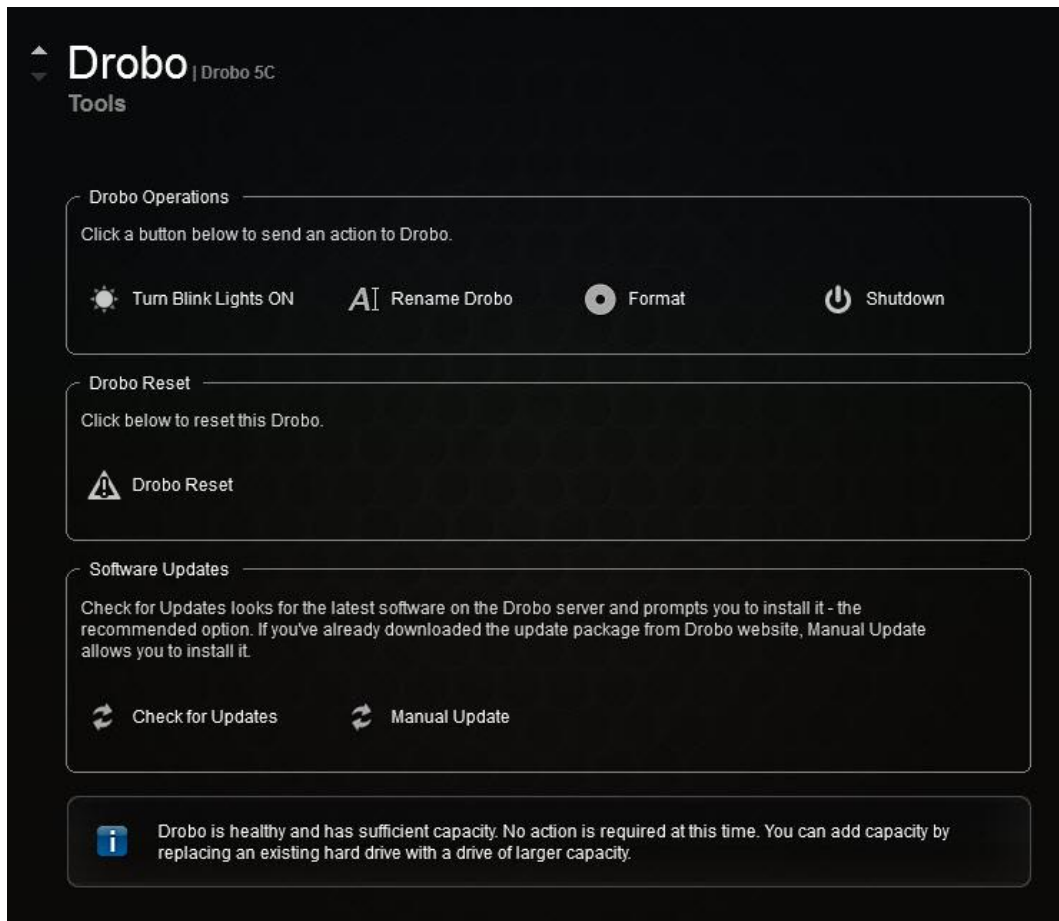 Drobo | Drobo 5C
Tools
Drobo Operations
Click a button below to send an action to Drobo.
Turn Blink Lights ON
Rename Drobo
Format
Shutdown
Drobo Reset
Click below to reset this Drobo.
Drobo Reset
Software Updates
Check for Updates looks for the latest software on the Drobo server and prompts you to install it - the
recommended option. If you've already downloaded the update package from Drobo website, Manual Update
allows you to install it.
Check for Updates
Manual Update
Drobo is healthy and has sufficient capacity. No action is required at this time. You can add capacity by
replacing an existing hard drive with a drive of larger capacity.